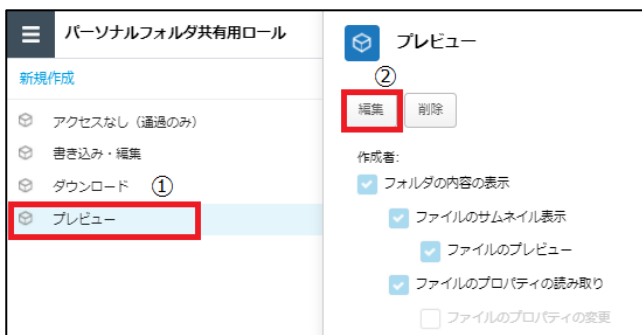 パーソナルフォルダ共有用ロール
新規作成
アクセスなし（通過のみ）
書き込み・編集
ダウンロード ①
プレビュー
プレビュー
②
編集 削除
作成者:
フォルダの内容の表示
ファイルのサムネイル表示
ファイルのプレビュー
ファイルのプロパティの読み取り
ファイルのプロパティの変更